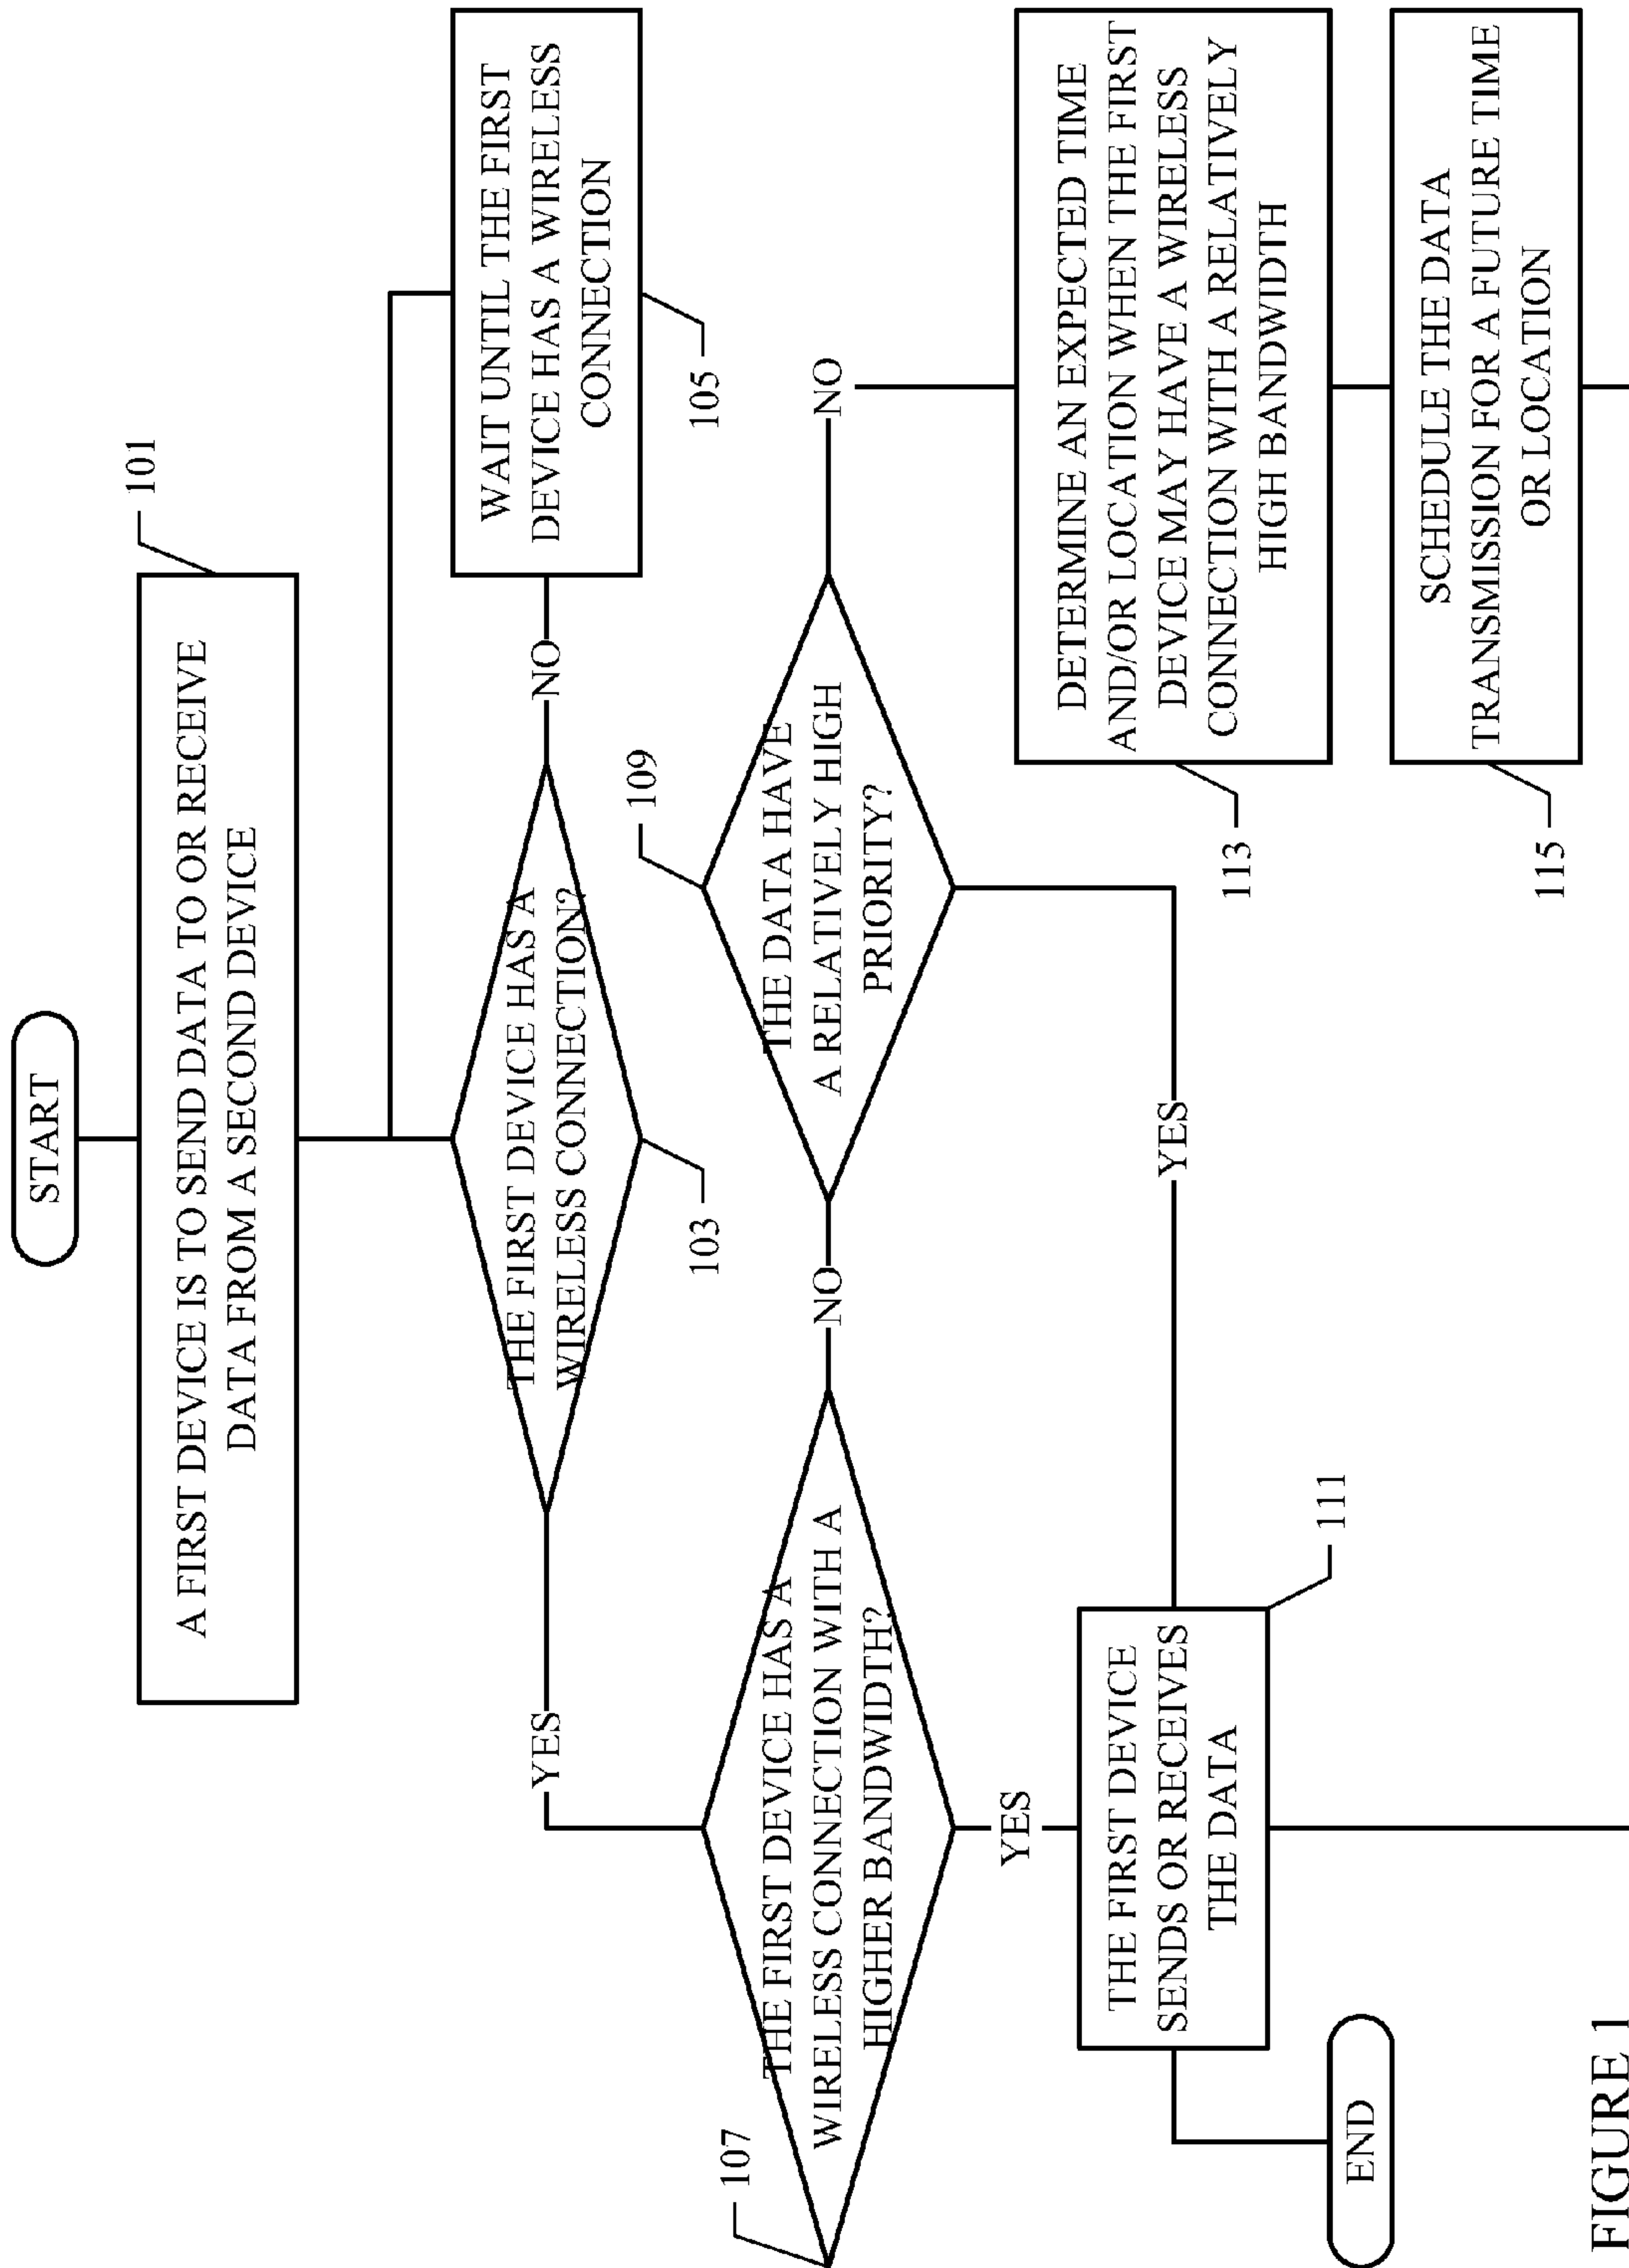 START
A FIRST DEVICE IS TO SEND DATA TO OR RECEIVE
DATA FROM A SECOND DEVICE
101
THE FIRST DEVICE HAS A
WIRELESS CONNECTION?
103
NO
WAIT UNTIL THE FIRST
DEVICE HAS A WIRELESS
CONNECTION
105
YES
107
THE FIRST DEVICE HAS A
WIRELESS CONNECTION WITH A
HIGHER BANDWIDTH?
NO
109
THE DATA HAVE
A RELATIVELY HIGH
PRIORITY?
NO
YES
YES
THE FIRST DEVICE
SENDS OR RECEIVES
THE DATA
111
DETERMINE AN EXPECTED TIME
AND/OR LOCATION WHEN THE FIRST
DEVICE MAY HAVE A WIRELESS
CONNECTION WITH A RELATIVELY
HIGH BANDWIDTH
113
END
SCHEDULE THE DATA
TRANSMISSION FOR A FUTURE TIME
OR LOCATION
115
FIGURE 1